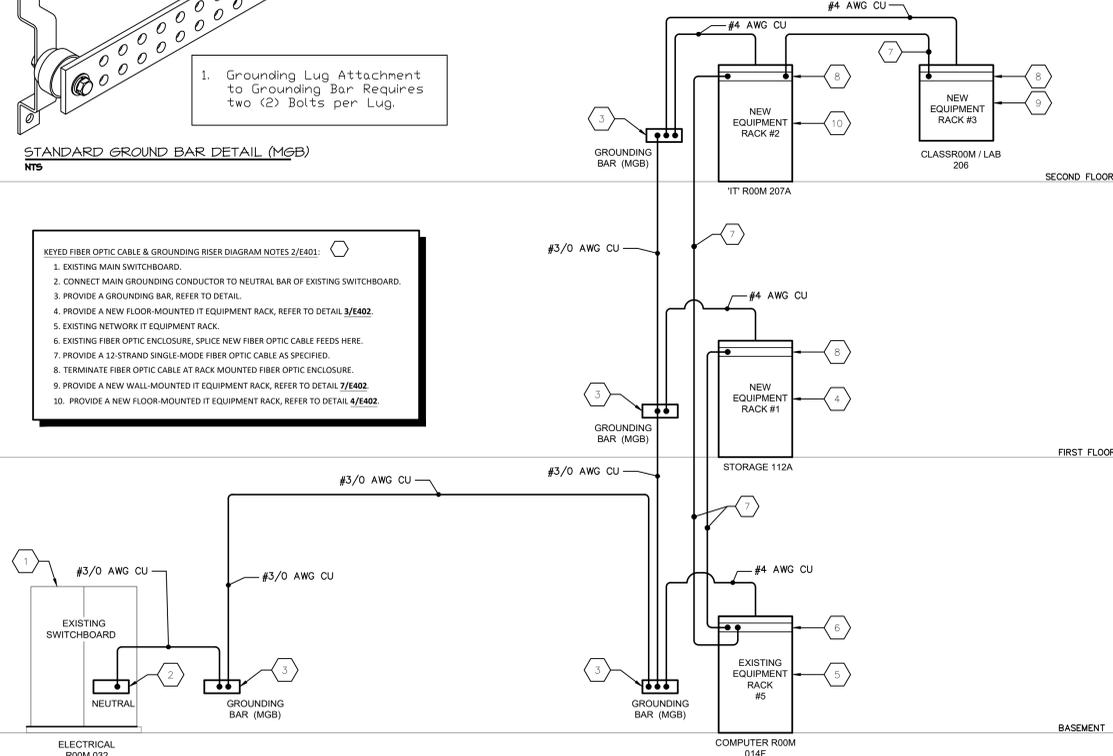 1. Grounding Lug Attachment
to Grounding Bar Requires
two (2) Bolts per Lug.
STANDARD GROUND BAR DETAIL (MGB)
NTS
KEYED FIBER OPTIC CABLE & GROUNDING RISER DIAGRAM NOTES 2/E401:
1. EXISTING MAIN SWITCHBOARD.
2. CONNECT MAIN GROUNDING CONDUCTOR TO NEUTRAL BAR OF EXISTING SWITCHBOARD.
3. PROVIDE A GROUNDING BAR, REFER TO DETAIL.
4. PROVIDE A NEW FLOOR-MOUNTED IT EQUIPMENT RACK, REFER TO DETAIL 3/E402.
5. EXISTING NETWORK IT EQUIPMENT RACK.
6. EXISTING FIBER OPTIC ENCLOSURE, SPLICE NEW FIBER OPTIC CABLE FEEDS HERE.
7. PROVIDE A 12-STRAND SINGLE-MODE FIBER OPTIC CABLE AS SPECIFIED.
8. TERMINATE FIBER OPTIC CABLE AT RACK MOUNTED FIBER OPTIC ENCLOSURE.
9. PROVIDE A NEW WALL-MOUNTED IT EQUIPMENT RACK, REFER TO DETAIL 7/E402.
10. PROVIDE A NEW FLOOR-MOUNTED IT EQUIPMENT RACK, REFER TO DETAIL 4/E402.
#4 AWG CU
#4 AWG CU
7
8
8
NEW
EQUIPMENT
RACK #2
NEW
EQUIPMENT
RACK #3
9
3
10
GROUNDING
BAR (MGB)
CLASSR00M / LAB
206
'IT' R00M 207A
SECOND FLOOR
7
#3/0 AWG CU
#4 AWG CU
8
3
NEW
EQUIPMENT
RACK #1
4
GROUNDING
BAR (MGB)
STORAGE 112A
FIRST FLOOR
#3/0 AWG CU
#3/0 AWG CU
7
1
#3/0 AWG CU
#3/0 AWG CU
#4 AWG CU
EXISTING
SWITCHBOARD
6
2
3
3
EXISTING
EQUIPMENT
RACK
#5
5
NEUTRAL
GROUNDING
BAR (MGB)
GROUNDING
BAR (MGB)
BASEMENT
ELECTRICAL
R00M 032
COMPUTER R00M
014E